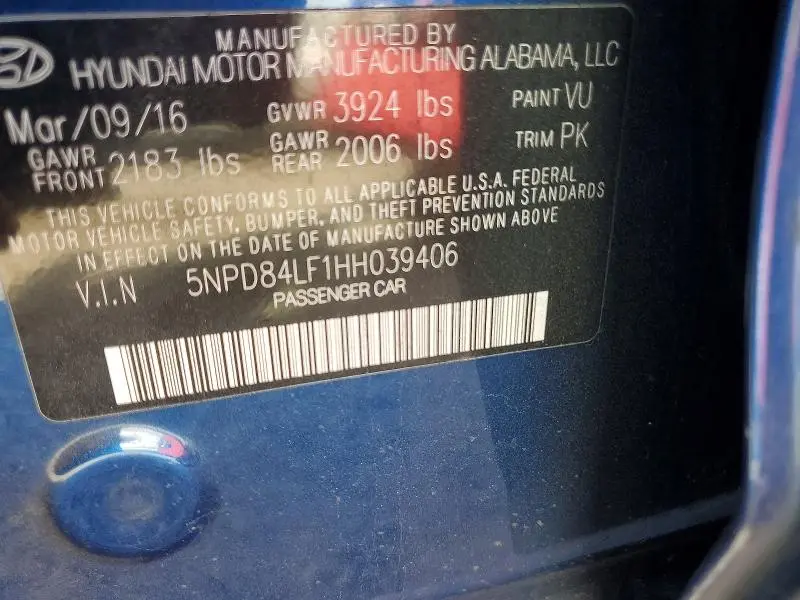 MANUFACTURED BY
HYUNDAI MOTOR MANUFACTURING ALABAMA, LLC
Mar/09/16 GVWR 3924 lbs PAINT VU
GAWR FRONT 2183 lbs GAWR REAR 2006 lbs TRIM PK
THIS VEHICLE CONFORMS TO ALL APPLICABLE U.S.A. FEDERAL
MOTOR VEHICLE SAFETY, BUMPER, AND THEFT PREVENTION STANDARDS
IN EFFECT ON THE DATE OF MANUFACTURE SHOWN ABOVE
V.I.N 5NPD84LF1HH039406
PASSENGER CAR